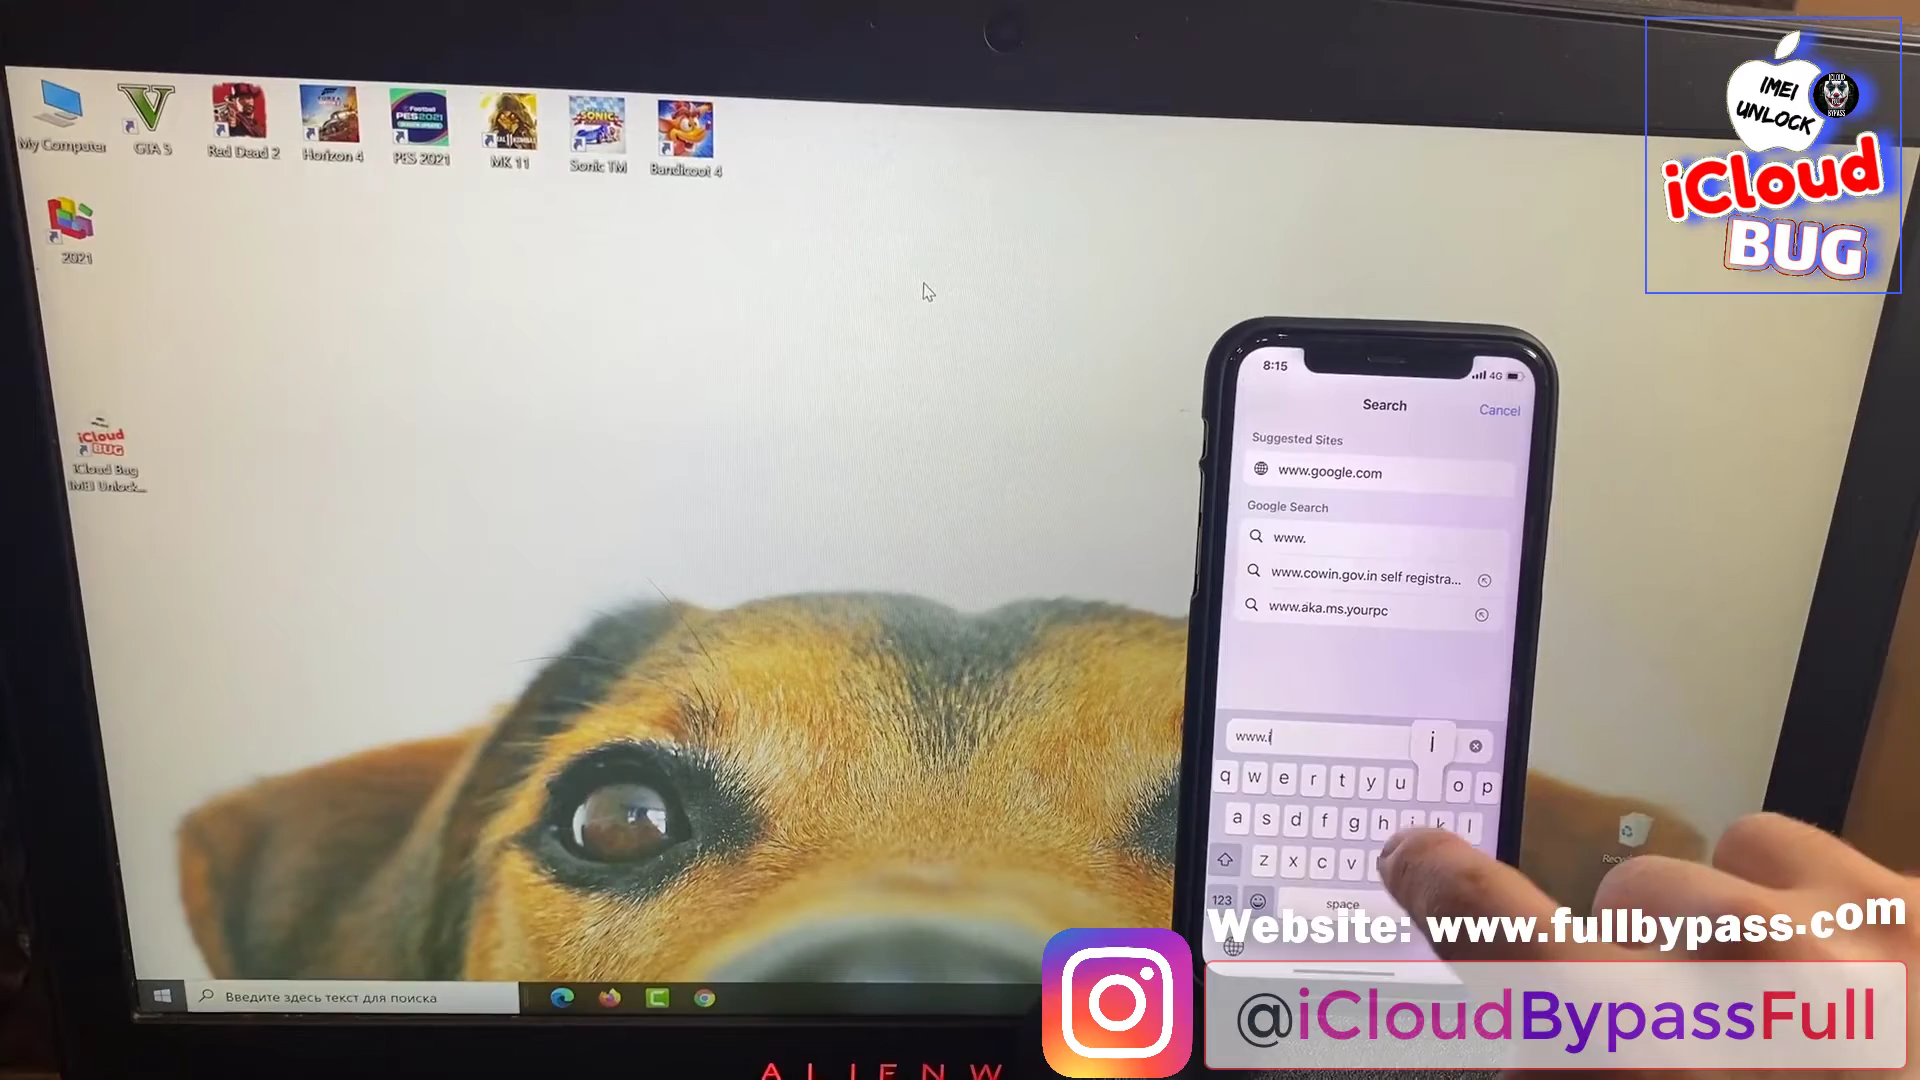 My Computer
GTA 5
Red Dead 2
Horizon 4
PES 2021
MK 11
Sonic TM
Bandicoot 4
2021
iCloud
BUG
iCloud Bug
IMEI Unlock...
IMEI
UNLOCK
iCloud
BUG
8:15
4G
Search
Cancel
Suggested Sites
www.google.com
Google Search
www.
www.cowin.gov.in self registra...
www.aka.ms.yourpc
www.i
i
q w e r t y u o p
a s d f g h j k l
z x c v
123
space
Website: www.fullbypass.com
@iCloudBypassFull
Введите здесь текст для поиска
ALIENW